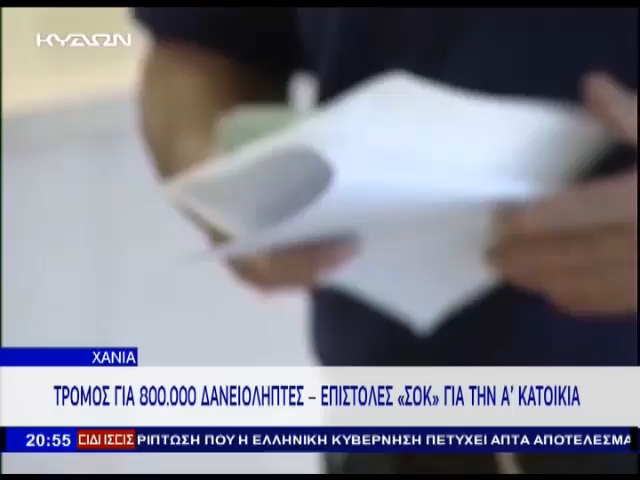 ΚΥΔΩΝ
ΧΑΝΙΑ
ΤΡΟΜΟΣ ΓΙΑ 800.000 ΔΑΝΕΙΟΛΗΠΤΕΣ – ΕΠΙΣΤΟΛΕΣ «ΣΟΚ» ΓΙΑ ΤΗΝ Α’ ΚΑΤΟΙΚΙΑ
20:55 ΕΙΔΗΣΕΙΣ ΡΙΠΤΩΣΗ ΠΟΥ Η ΕΛΛΗΝΙΚΗ ΚΥΒΕΡΝΗΣΗ ΠΕΤΥΧΕΙ ΑΠΤΑ ΑΠΟΤΕΛΕΣΜΑ